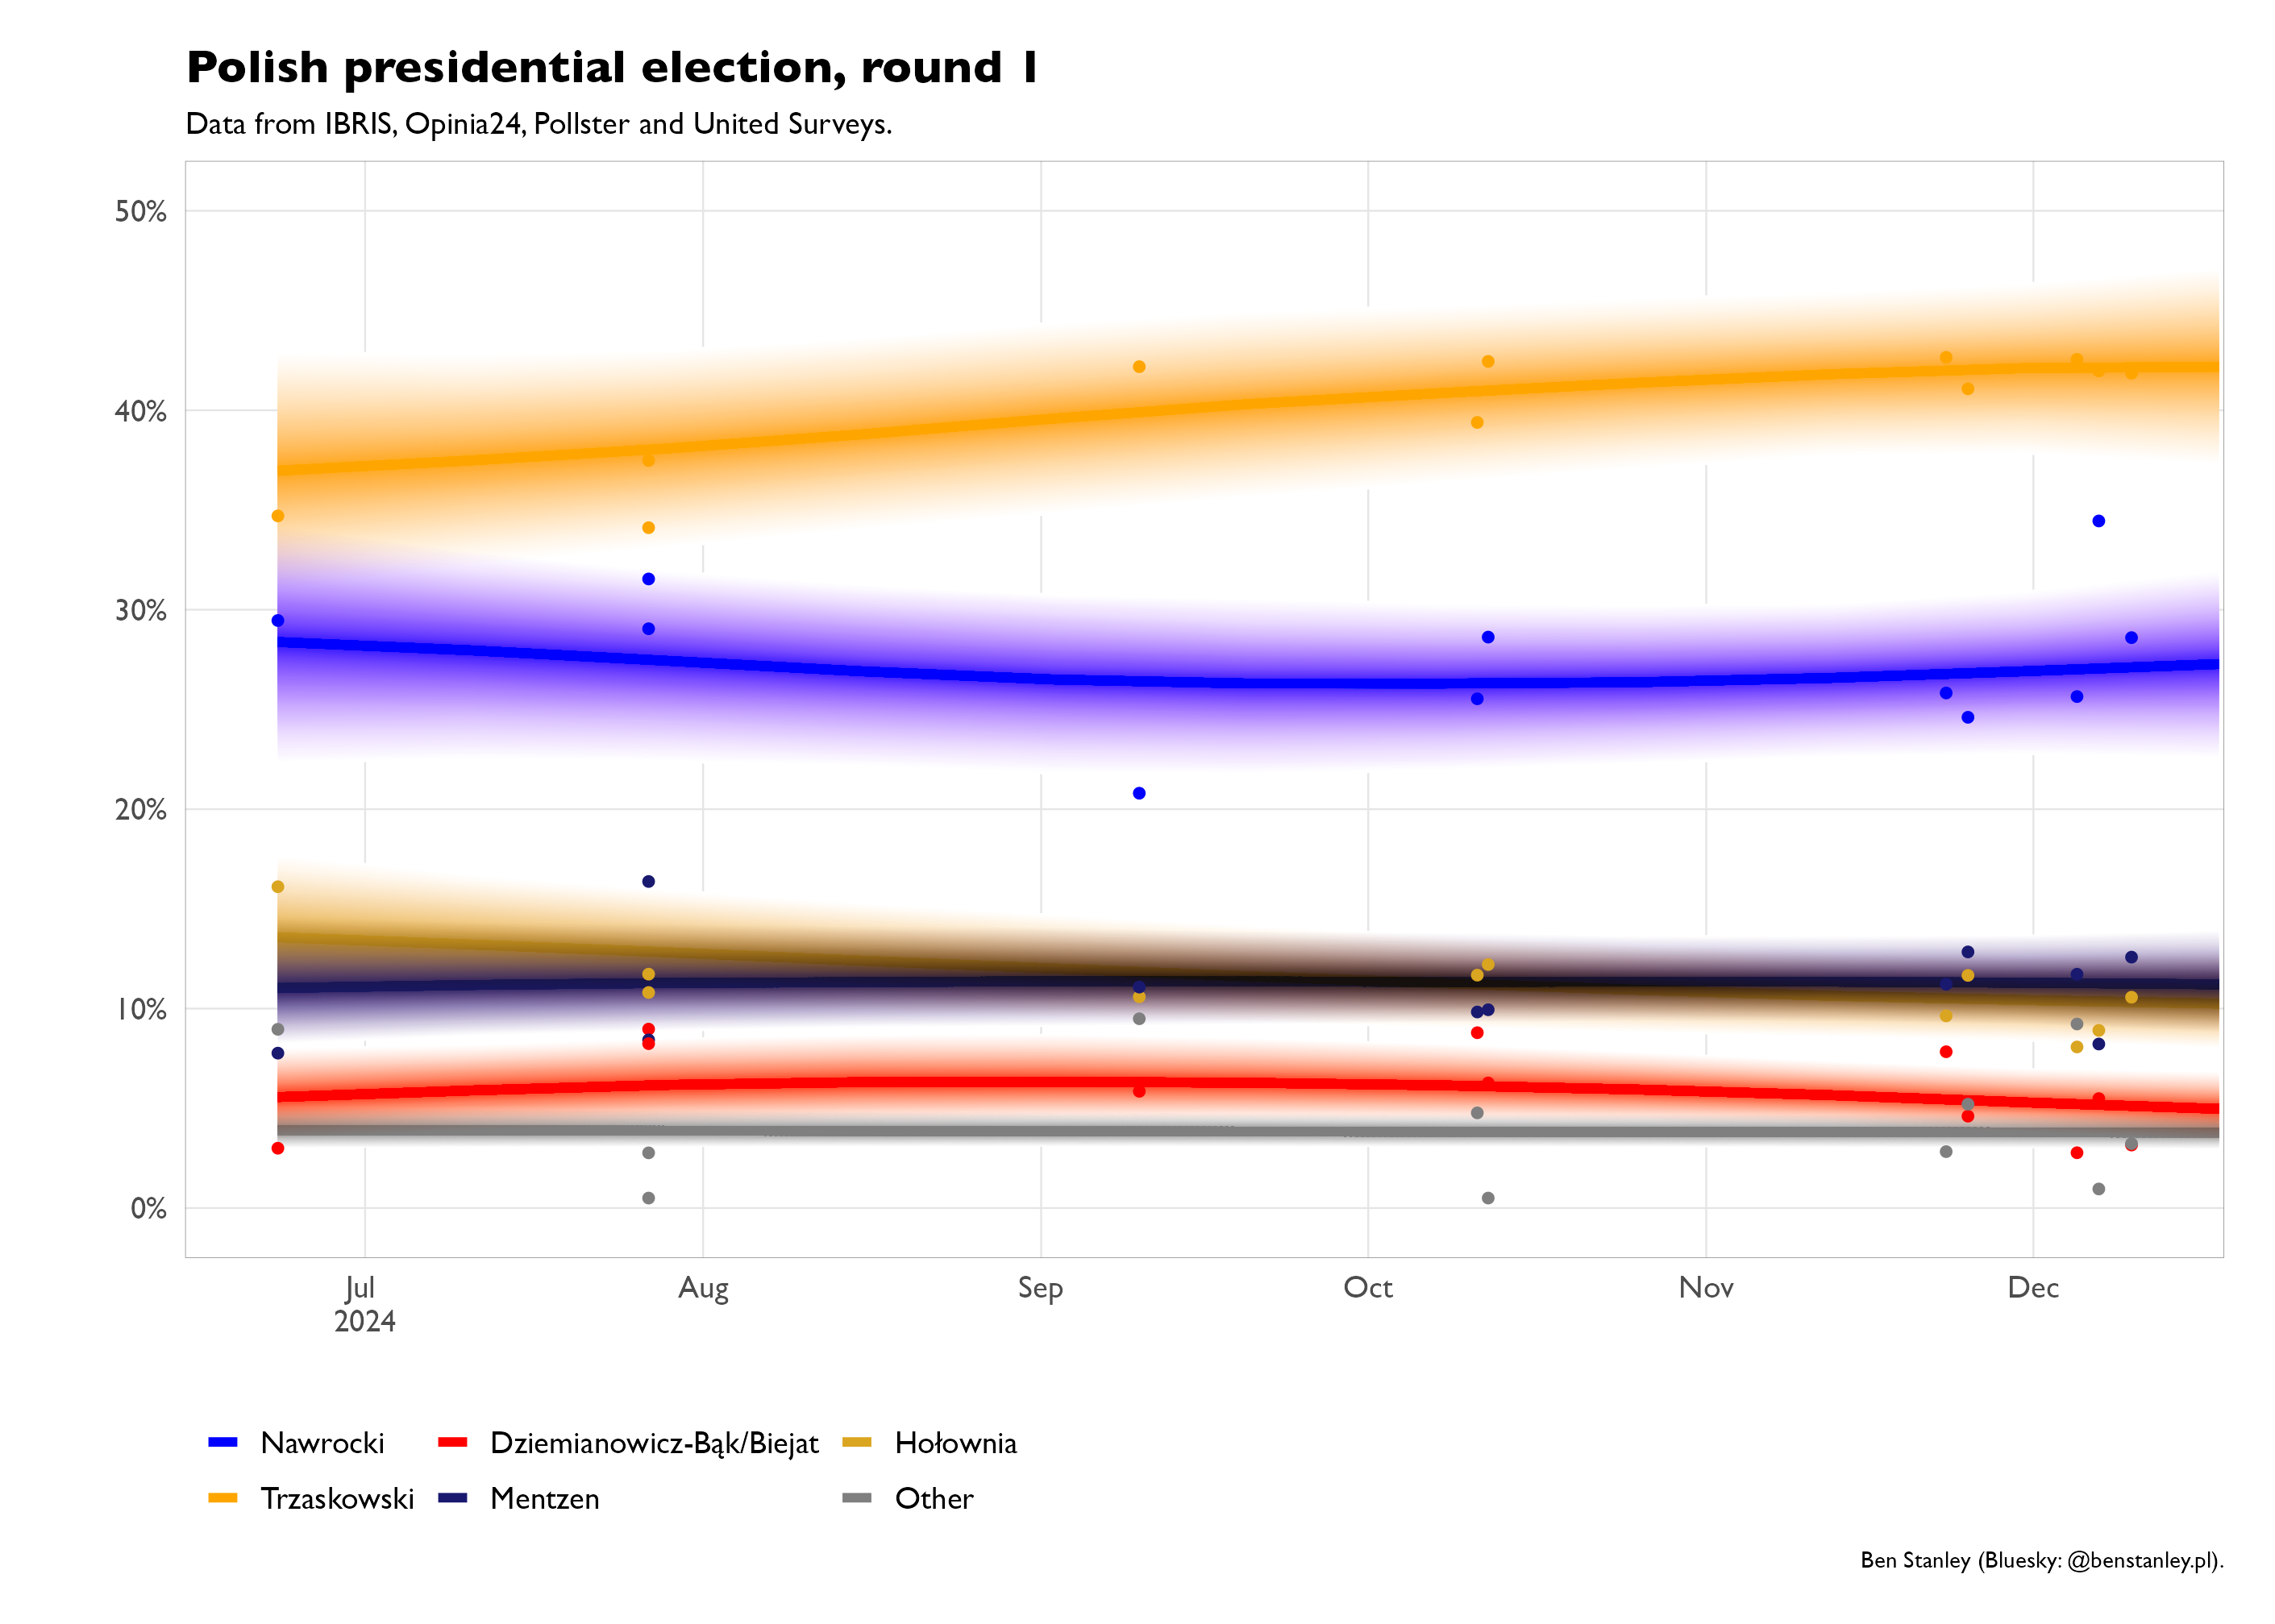 Polish presidential election, round 1
Data from IBRIS, Opinia24, Pollster and United Surveys.
50%
40%
30%
20%
10%
0%
Jul
2024
Aug
Sep
Oct
Nov
Dec
Nawrocki
Dziemianowicz-Bąk/Biejat
Hołownia
Trzaskowski
Mentzen
Other
Ben Stanley (Bluesky: @benstanley.pl).